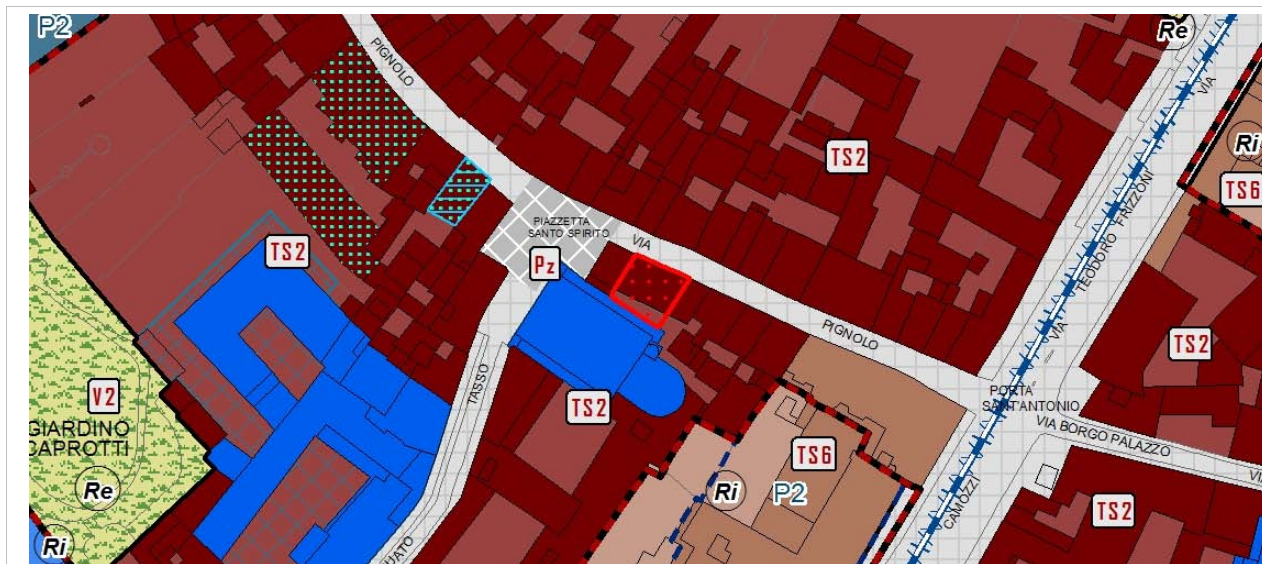 P2
Re
PIGNOLO
VIA
TS2
Ri
TS6
TEODORO FRIZZONI
PIAZZETTA
SANTO SPIRITO
VIA
TS2
Pz
PIGNOLO
VIA
TS2
TASSO
V2
GIARDINO
CAPROTTI
TS2
PORTA
SANT'ANTONIO
VIA BORGO PALAZZO
TS6
Re
Ri
P2
CAMOZZI
TS2
Ri